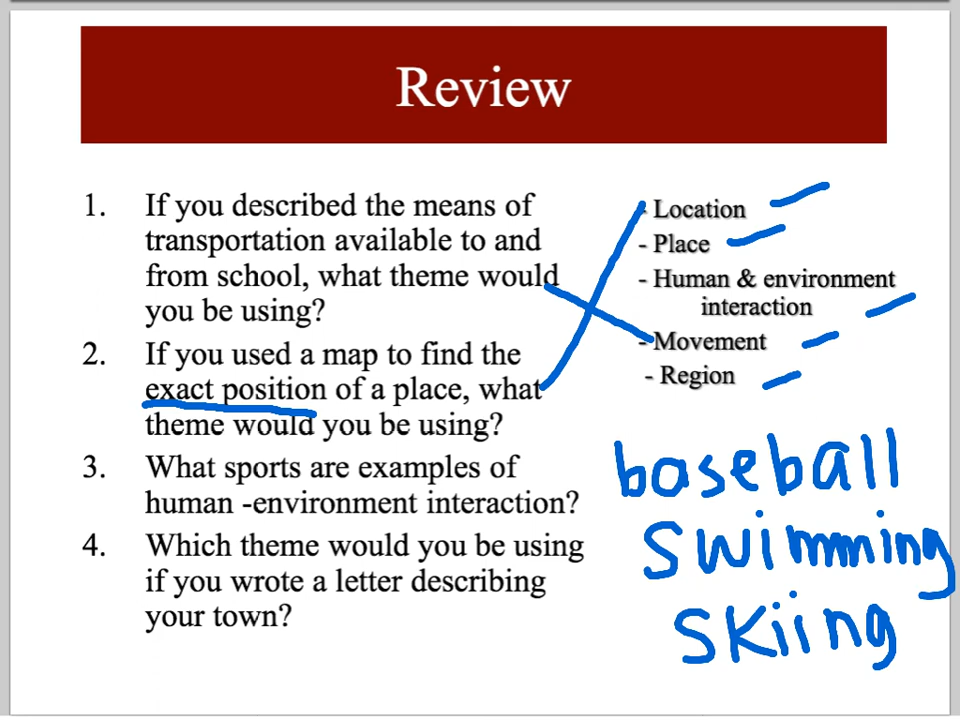 Review
1. If you described the means of
transportation available to and
from school, what theme would
you be using?
2. If you used a map to find the
exact position of a place, what
theme would you be using?
3. What sports are examples of
human -environment interaction?
4. Which theme would you be using
if you wrote a letter describing
your town?
- Location
- Place
- Human & environment
interaction
- Movement
- Region
baseball
swimming
skiing